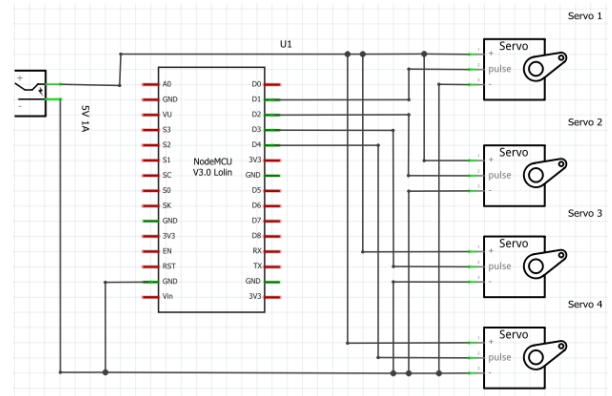 Servo 1
U1
Servo
+
pulse
-
+
-
5V 1A
A0
GND
VU
S3
S2
S1
SC
S0
SK
GND
3V3
EN
RST
GND
Vin
NodeMCU
V3.0 Lolin
D0
D1
D2
D3
D4
3V3
GND
D5
D6
D7
D8
RX
TX
GND
3V3
Servo 2
Servo
+
pulse
-
Servo 3
Servo
+
pulse
-
Servo 4
Servo
+
pulse
-